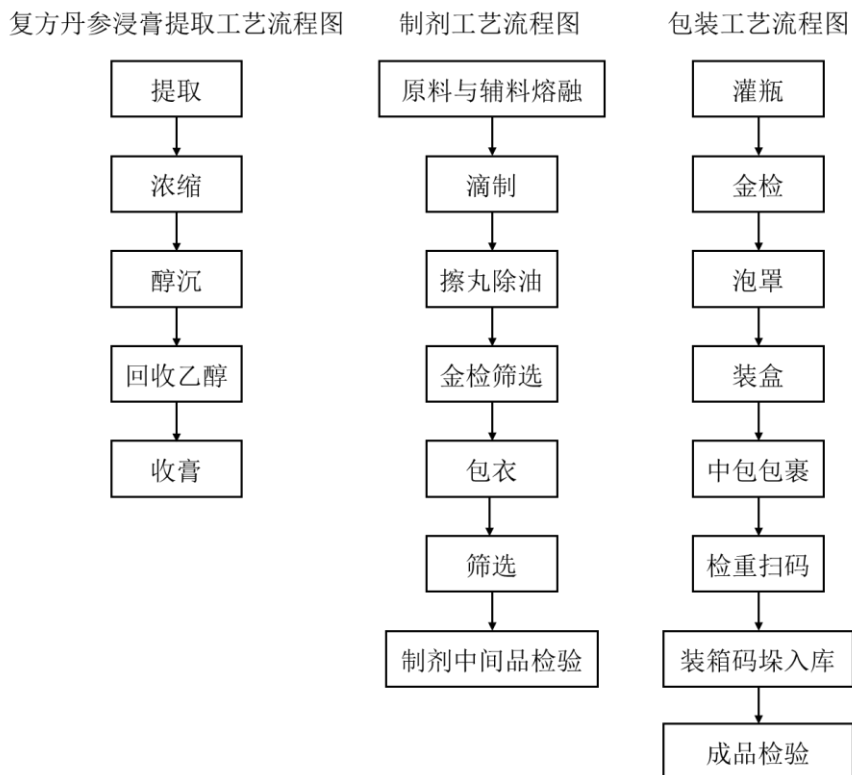 复方丹参浸膏提取工艺流程图
提取
浓缩
醇沉
回收乙醇
收膏
制剂工艺流程图
原料与辅料熔融
滴制
擦丸除油
金检筛选
包衣
筛选
制剂中间品检验
包装工艺流程图
灌瓶
金检
泡罩
装盒
中包包裹
检重扫码
装箱码垛入库
成品检验